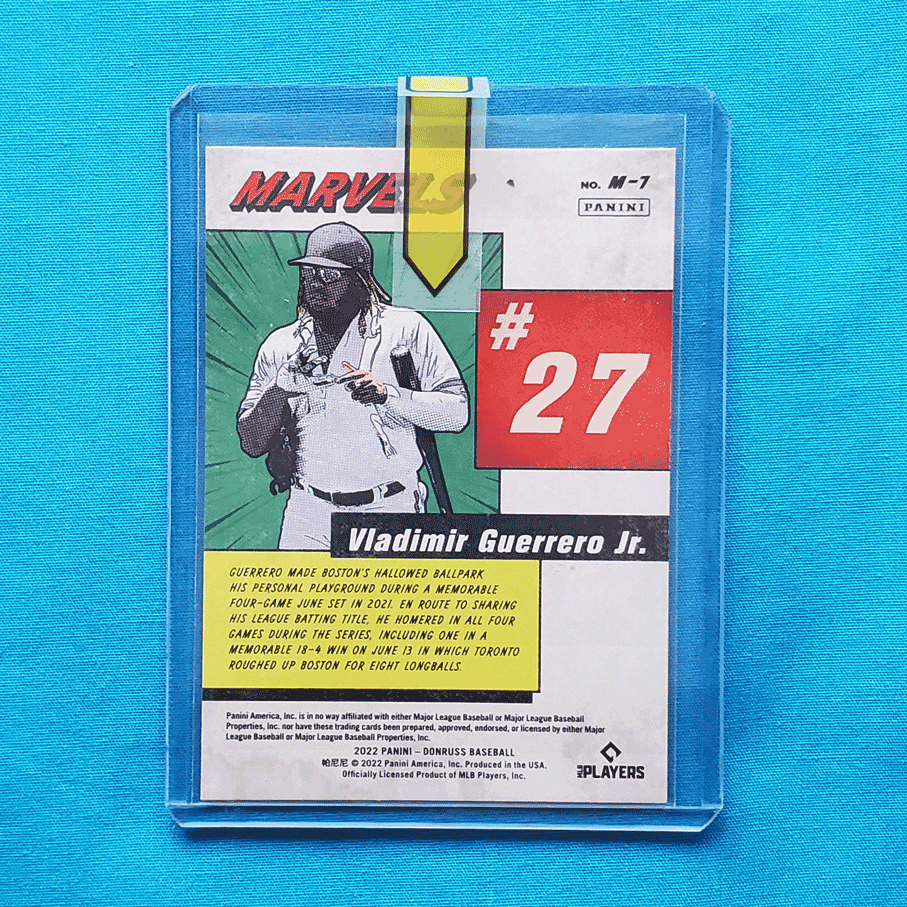 MARVELS
NO. M-7
PANINI
#
27
Vladimir Guerrero Jr.
GUERRERO MADE BOSTON'S HALLOWED BALLPARK
HIS PERSONAL PLAYGROUND DURING A MEMORABLE
FOUR-GAME JUNE SET IN 2021. EN ROUTE TO SHARING
HIS LEAGUE BATTING TITLE, HE HOMERED IN ALL FOUR
GAMES DURING THE SERIES, INCLUDING ONE IN A
MEMORABLE 18-4 WIN ON JUNE 13 IN WHICH TORONTO
ROUGHED UP BOSTON FOR EIGHT LONGBALLS.
Panini America, Inc. is in no way affiliated with either Major League Baseball or Major League Baseball
Properties, Inc. nor have these trading cards been prepared, approved, endorsed, or licensed by either Major
League Baseball or Major League Baseball Properties, Inc.
2022 PANINI – DONRUSS BASEBALL
帕尼尼 © 2022 Panini America, Inc. Produced in the USA.
Officially Licensed Product of MLB Players, Inc.
MLB PLAYERS